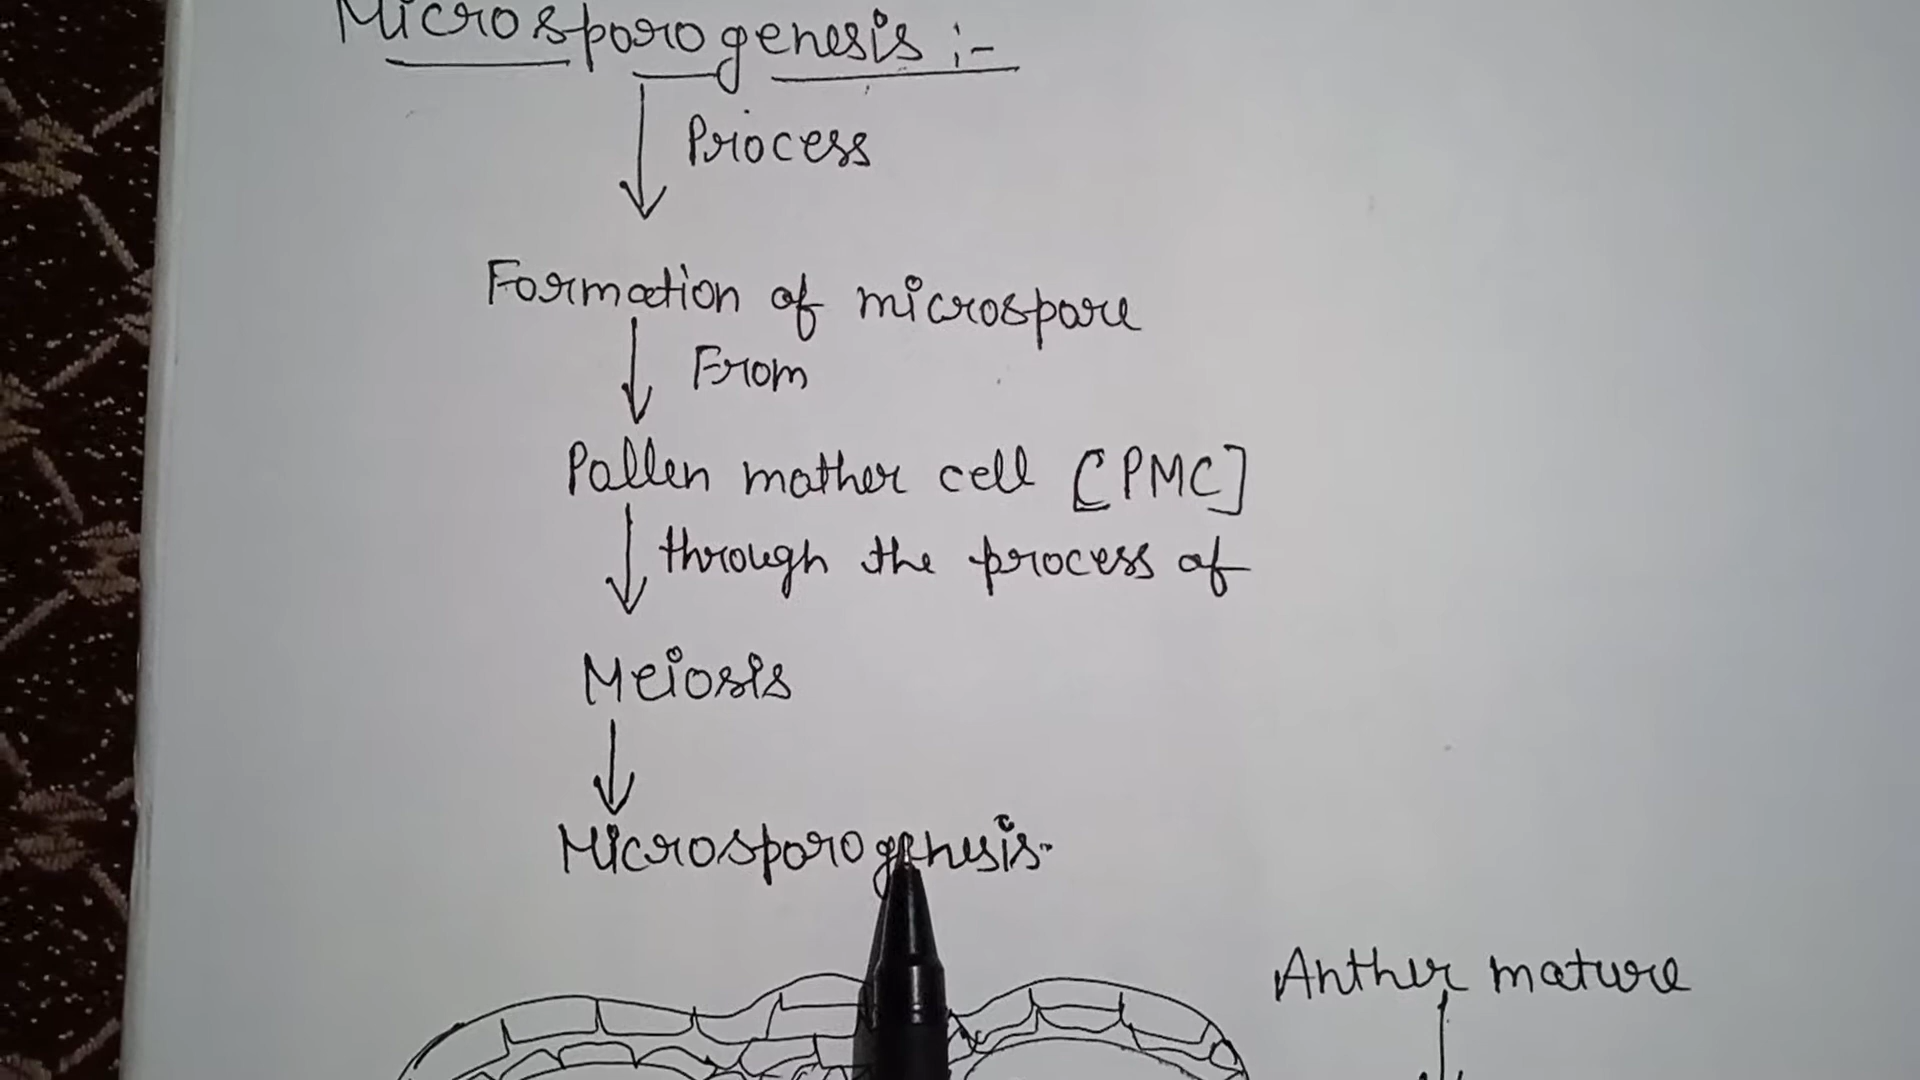 Microsporogenesis :-
Process
Formation of microspore
From
Pollen mother cell [PMC]
through the process of
Meiosis
Microsporogenesis.
Anther mature